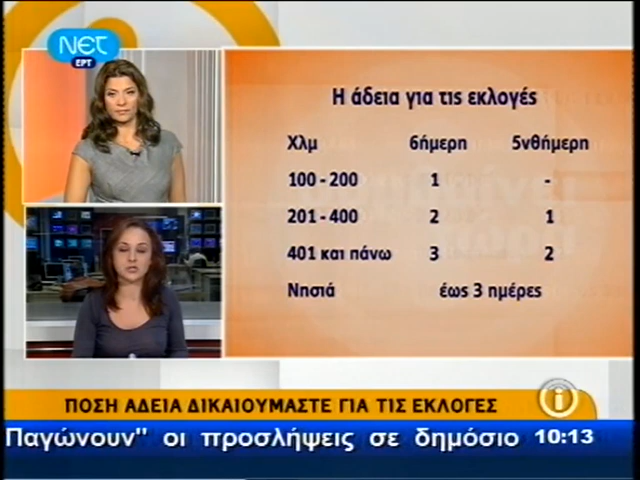 NET
ΕΡΤ
Η άδεια για τις εκλογές
Χλμ 6ήμερη 5νθήμερη
100 - 200 1 -
201 - 400 2 1
401 και πάνω 3 2
Νησιά έως 3 ημέρες
ΠΟΣΗ ΑΔΕΙΑ ΔΙΚΑΙΟΥΜΑΣΤΕ ΓΙΑ ΤΙΣ ΕΚΛΟΓΕΣ
i
Παγώνουν" οι προσλήψεις σε δημόσιο 10:13